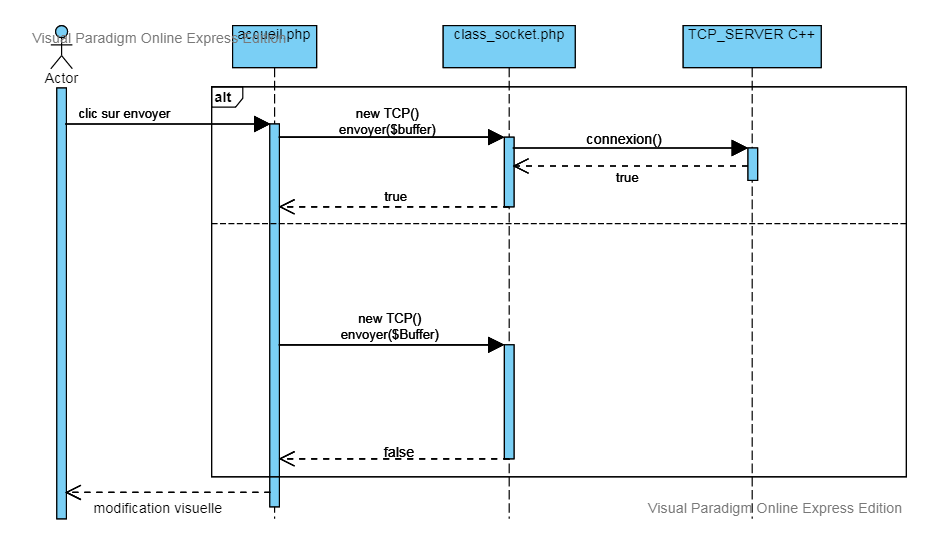 Visual Paradigm Online Express Edition
accueil.php
class_socket.php
TCP_SERVER C++
Actor
alt
clic sur envoyer
new TCP()
envoyer($buffer)
connexion()
true
true
new TCP()
envoyer($Buffer)
false
modification visuelle
Visual Paradigm Online Express Edition